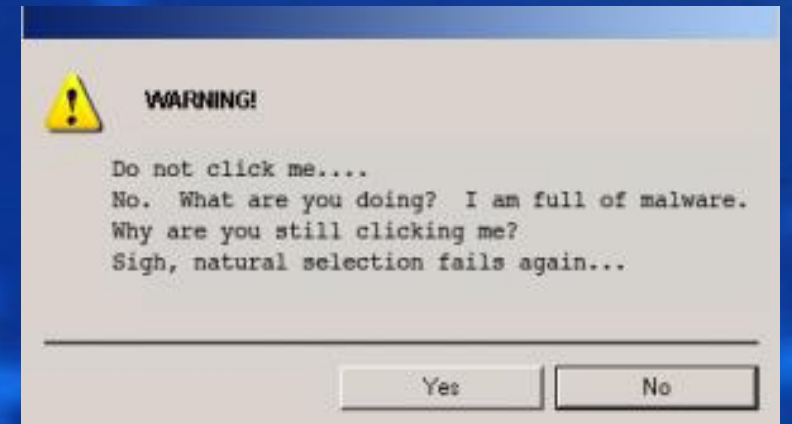 WARNING!
Do not click me....
No. What are you doing? I am full of malware.
Why are you still clicking me?
Sigh, natural selection fails again...
Yes No